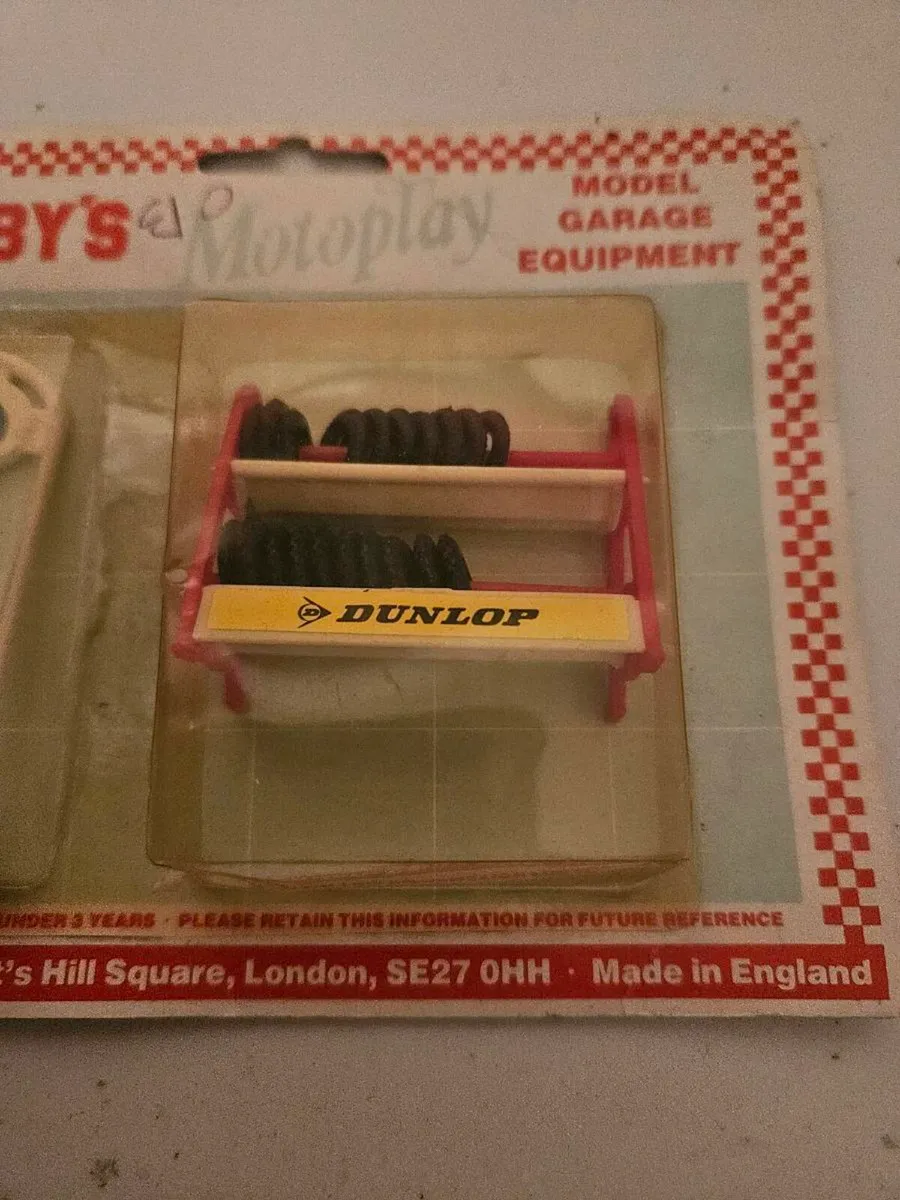 BY'S
Motoplay
MODEL
GARAGE
EQUIPMENT
D DUNLOP
UNDER 3 YEARS · PLEASE RETAIN THIS INFORMATION FOR FUTURE REFERENCE
's Hill Square, London, SE27 0HH · Made in England